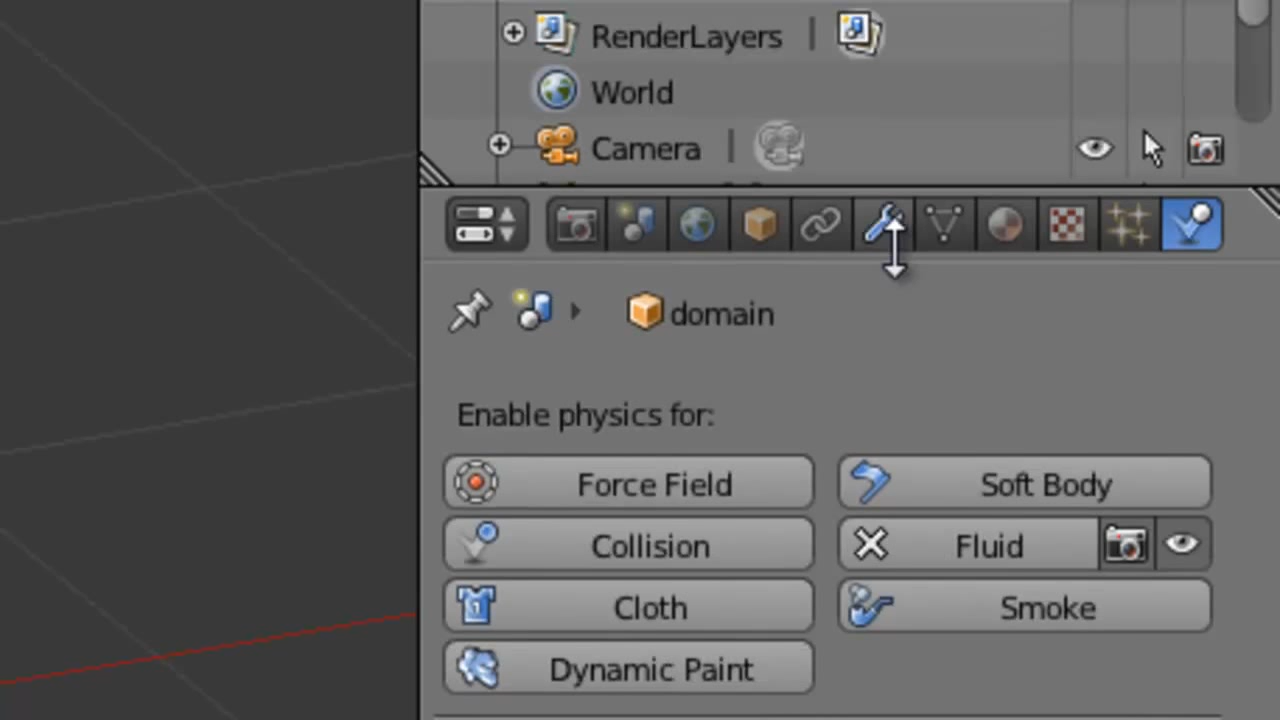 RenderLayers |
World
Camera |
domain
Enable physics for:
Force Field
Soft Body
Collision
Fluid
Cloth
Smoke
Dynamic Paint